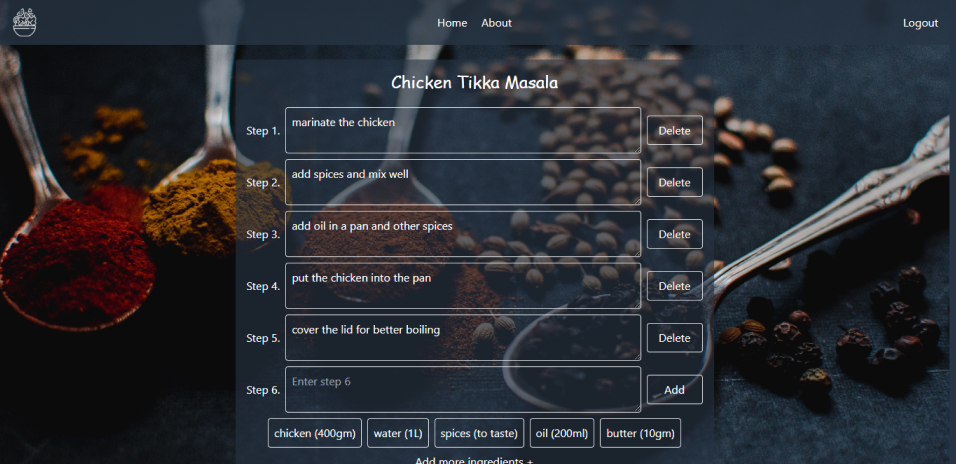 Home About Logout
Chicken Tikka Masala
Step 1. marinate the chicken Delete
Step 2. add spices and mix well Delete
Step 3. add oil in a pan and other spices Delete
Step 4. put the chicken into the pan Delete
Step 5. cover the lid for better boiling Delete
Step 6. Enter step 6 Add
chicken (400gm) water (1L) spices (to taste) oil (200ml) butter (10gm)
Add more ingredients +